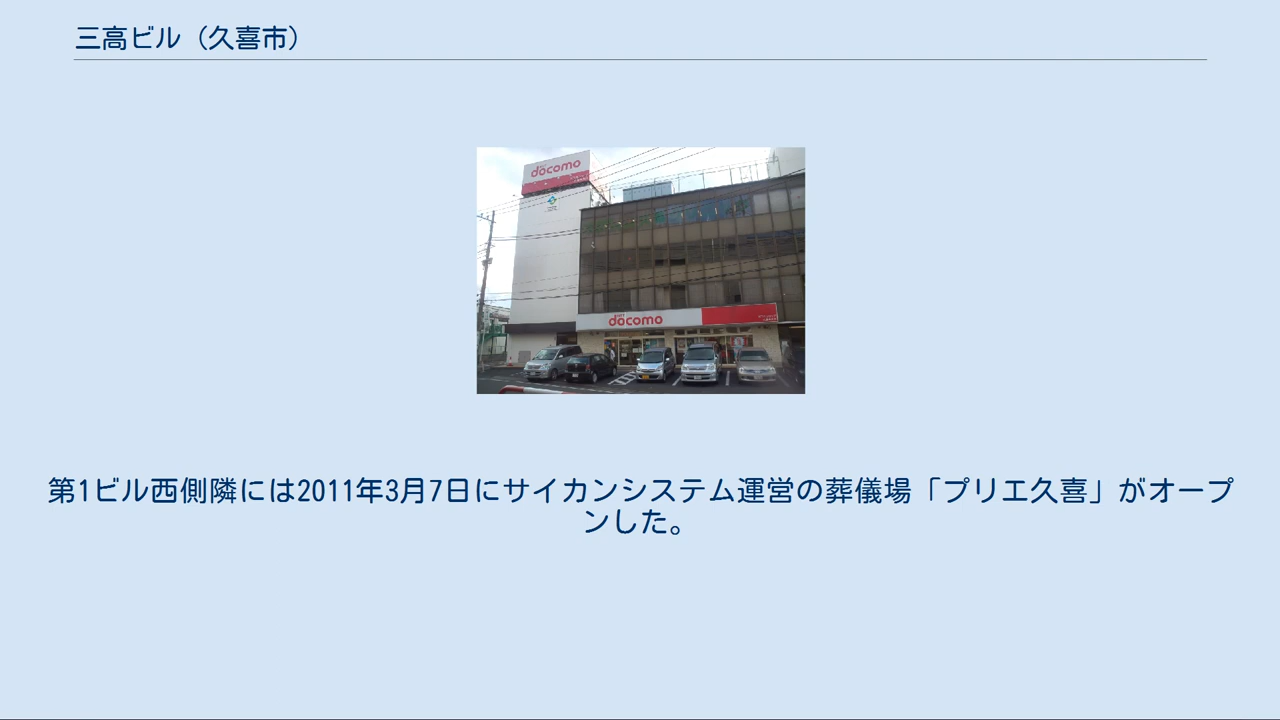 三高ビル（久喜市）
docomo
docomo
第1ビル西側隣には2011年3月7日にサイカンシステム運営の葬儀場「プリエ久喜」がオープ
ンした。